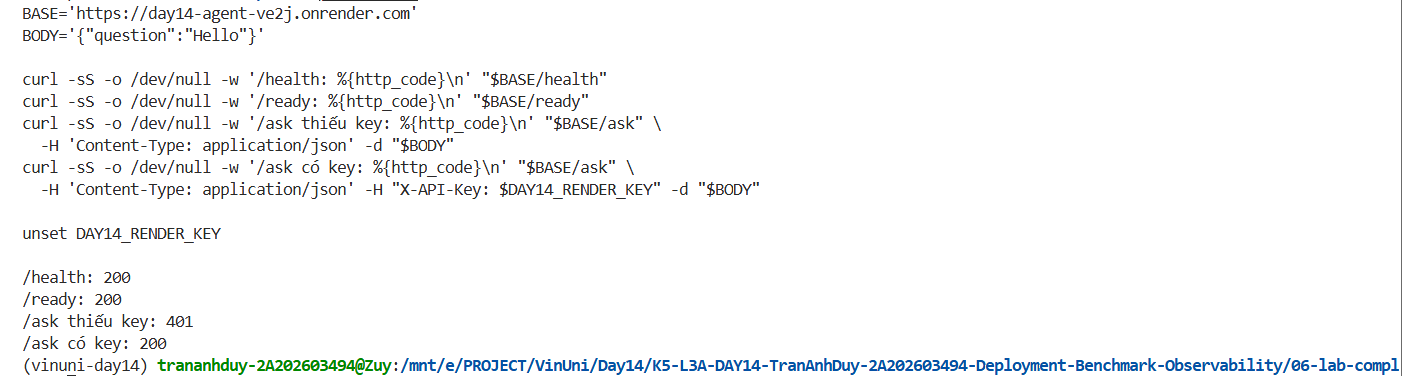 BASE='https://day14-agent-ve2j.onrender.com'
BODY='{"question":"Hello"}'
curl -sS -o /dev/null -w '/health: %{http_code}\n' "$BASE/health"
curl -sS -o /dev/null -w '/ready: %{http_code}\n' "$BASE/ready"
curl -sS -o /dev/null -w '/ask thiếu key: %{http_code}\n' "$BASE/ask" \
  -H 'Content-Type: application/json' -d "$BODY"
curl -sS -o /dev/null -w '/ask có key: %{http_code}\n' "$BASE/ask" \
  -H 'Content-Type: application/json' -H "X-API-Key: $DAY14_RENDER_KEY" -d "$BODY"
unset DAY14_RENDER_KEY
/health: 200
/ready: 200
/ask thiếu key: 401
/ask có key: 200
(vinuni-day14) trananhduy-2A202603494@Zuy:/mnt/e/PROJECT/VinUni/Day14/K5-L3A-DAY14-TranAnhDuy-2A202603494-Deployment-Benchmark-Observability/06-lab-compl